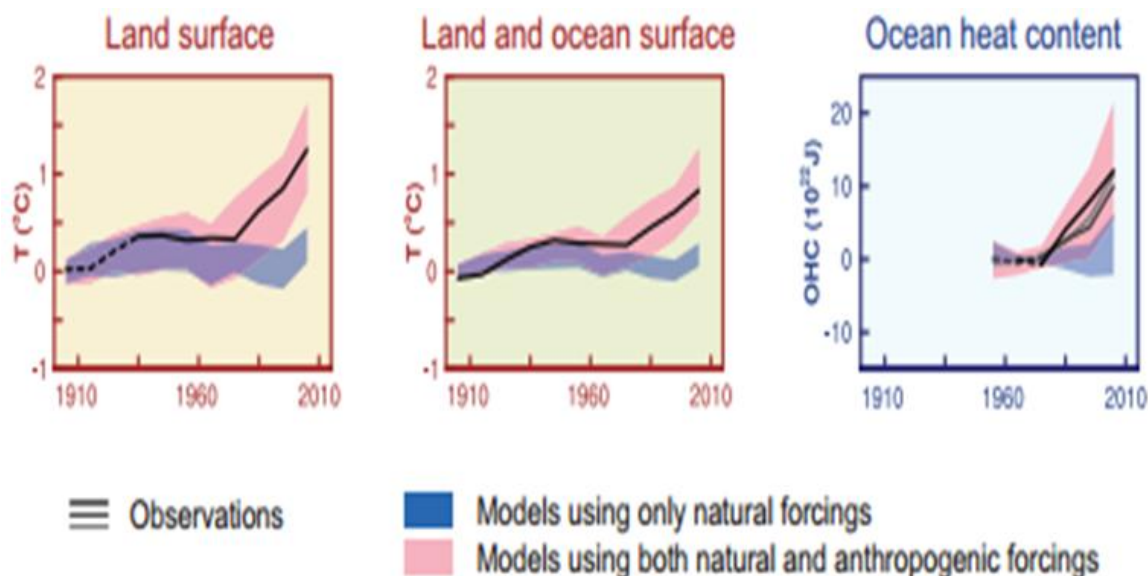 Land surface
Land and ocean surface
Ocean heat content
2
1
0
-1
T (°C)
1910
1960
2010
2
1
0
-1
T (°C)
1910
1960
2010
20
10
0
-10
OHC (10²²J)
1910
1960
2010
Observations
Models using only natural forcings
Models using both natural and anthropogenic forcings